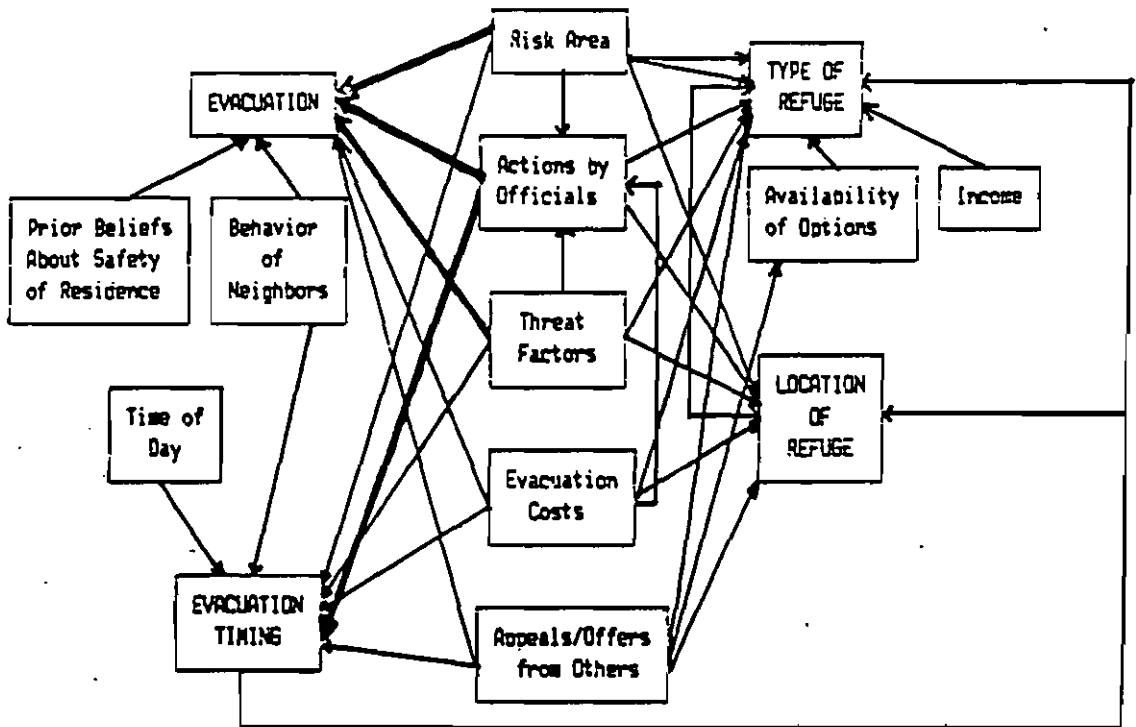 Risk Area
TYPE OF
REFUGE
EVACUATION
Actions by
Officials
Prior Beliefs
About Safety
of Residence
Behavior
of
Neighbors
Availability
of Options
Income
Threat
Factors
LOCATION
OF
REFUGE
Time of
Day
Evacuation
Costs
EVACUATION
TIMING
Appeals/Offers
from Others